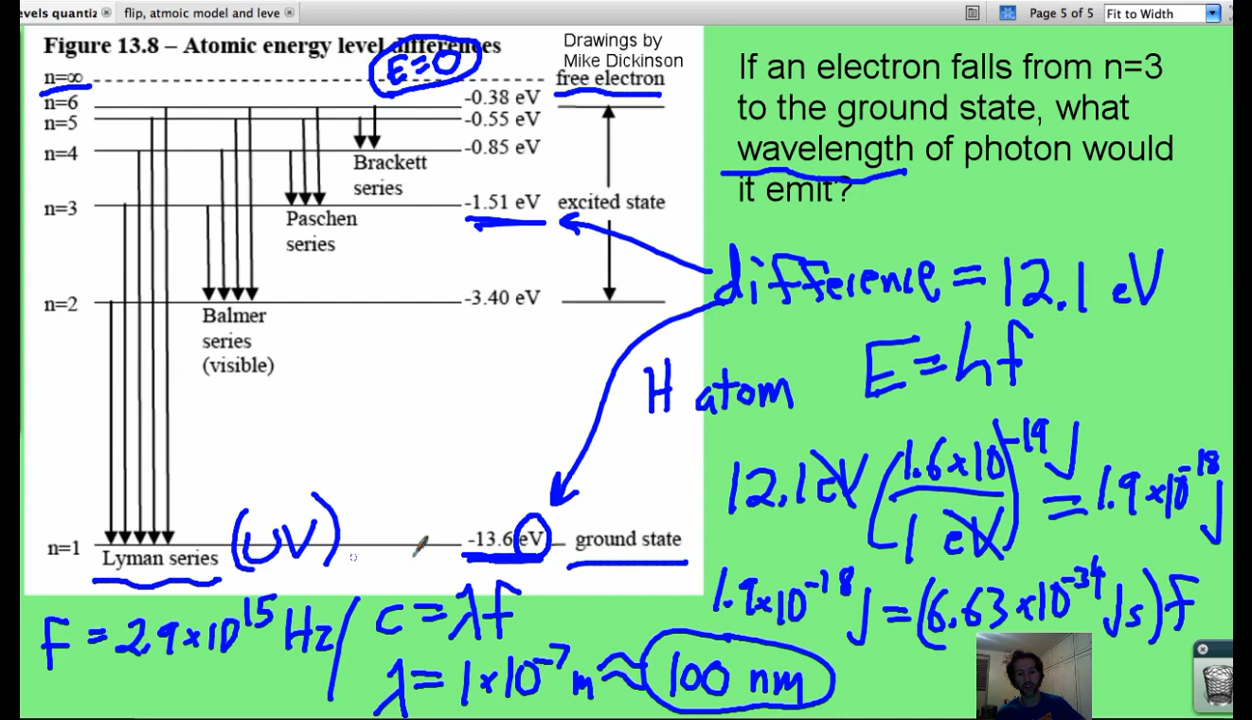 evels quantiz
flip, atmoic model and leve
Page 5 of 5
Fit to Width
Figure 13.8 – Atomic energy level differences
Drawings by
Mike Dickinson
E=0
n=∞
free electron
n=6
-0.38 eV
n=5
-0.55 eV
n=4
-0.85 eV
Brackett
series
n=3
-1.51 eV
excited state
Paschen
series
n=2
-3.40 eV
Balmer
series
(visible)
n=1
-13.6 eV
ground state
Lyman series
(UV)
If an electron falls from n=3
to the ground state, what
wavelength of photon would
it emit?
difference = 12.1 eV
H atom
E=hf
12.1 eV (1.6×10^-19 J / 1 eV) = 1.9×10^-18 J
1.9×10^-18 J = (6.63×10^-34 Js) f
f = 2.9×10^15 Hz /
c = λf
λ = 1×10^-7 m ≈ 100 nm